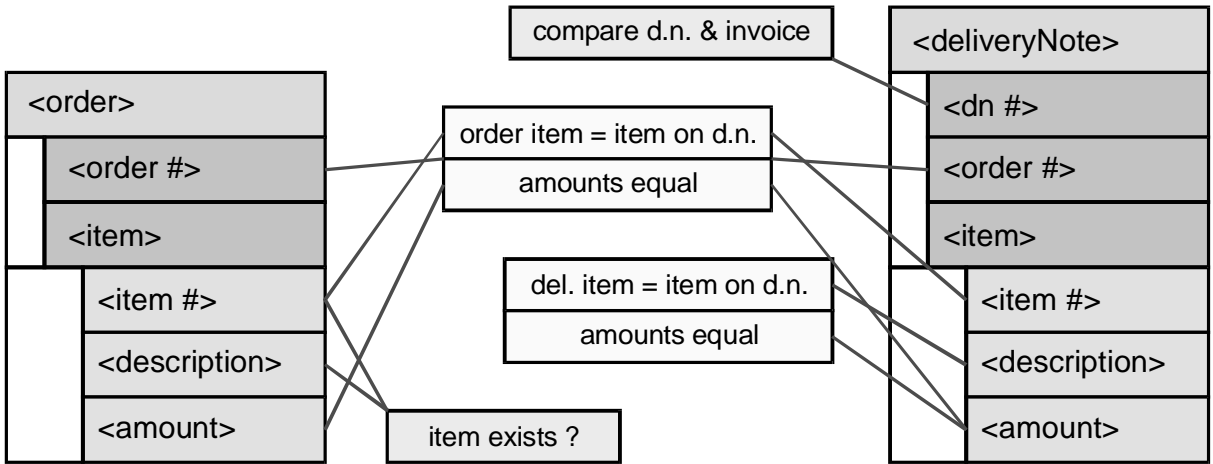 compare d.n. & invoice
<deliveryNote>
<order>
<dn #>
order item = item on d.n.
<order #>
amounts equal
<order #>
<item>
<item>
del. item = item on d.n.
<item #>
<item #>
amounts equal
<description>
<description>
<amount>
item exists ?
<amount>